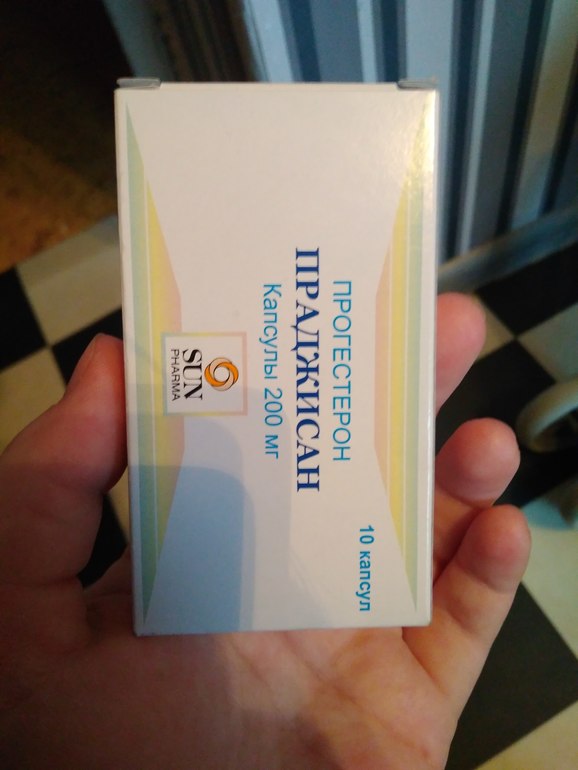 ПРОГЕСТЕРОН
ПРАДЖИСАН
Капсулы 200 мг
10 капсул
SUN
PHARMA